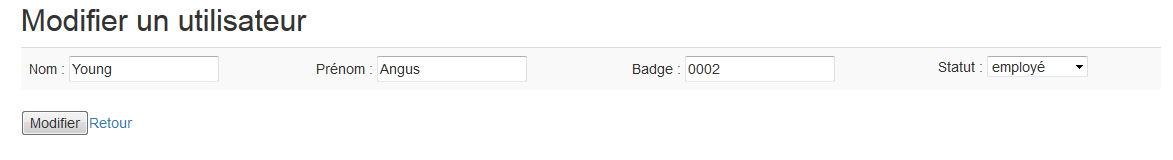 Modifier un utilisateur
Nom : Young Prénom : Angus Badge : 0002 Statut : employé
Modifier Retour